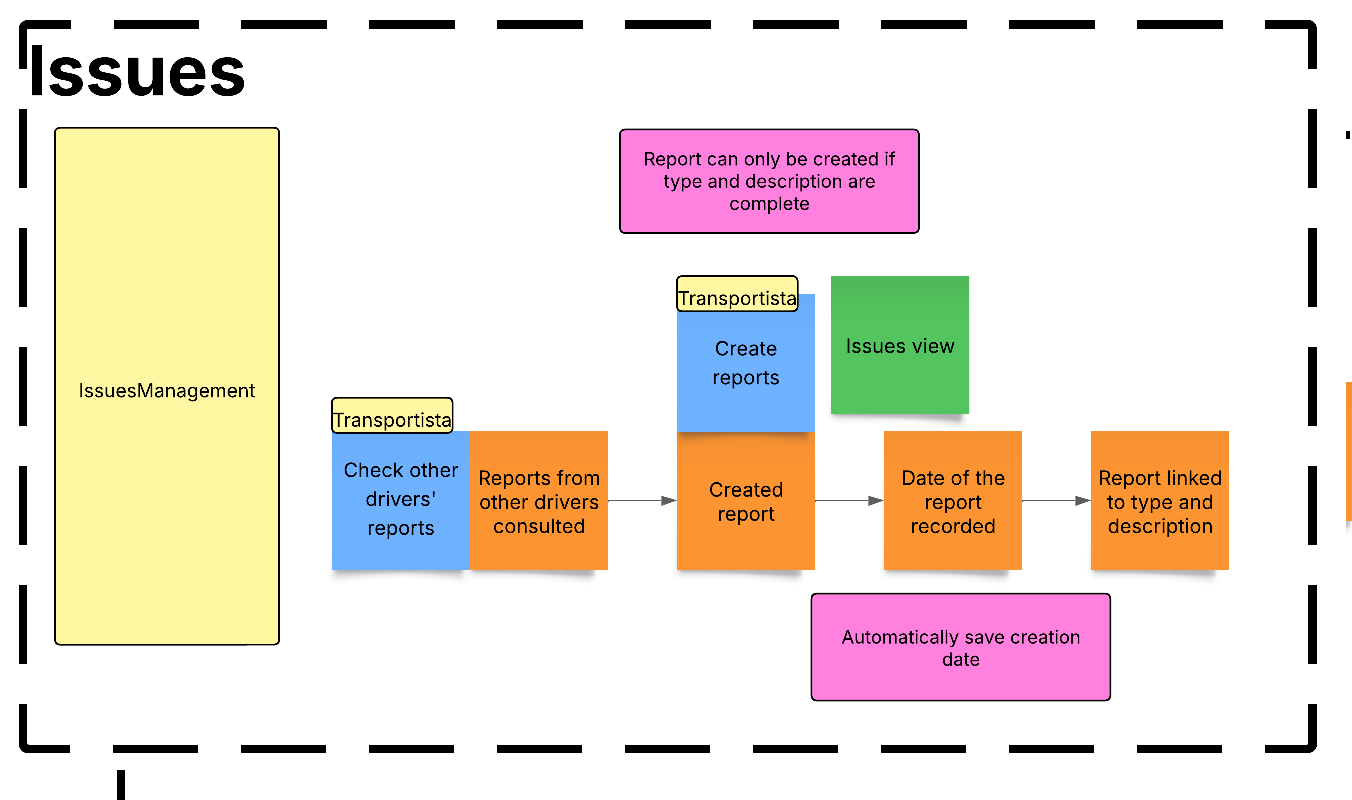 Issues
Report can only be created if
type and description are
complete
Transportista
Create
reports
Issues view
IssuesManagement
Transportista
Check other
drivers'
reports
Reports from
other drivers
consulted
Created
report
Date of the
report
recorded
Report linked
to type and
description
Automatically save creation
date